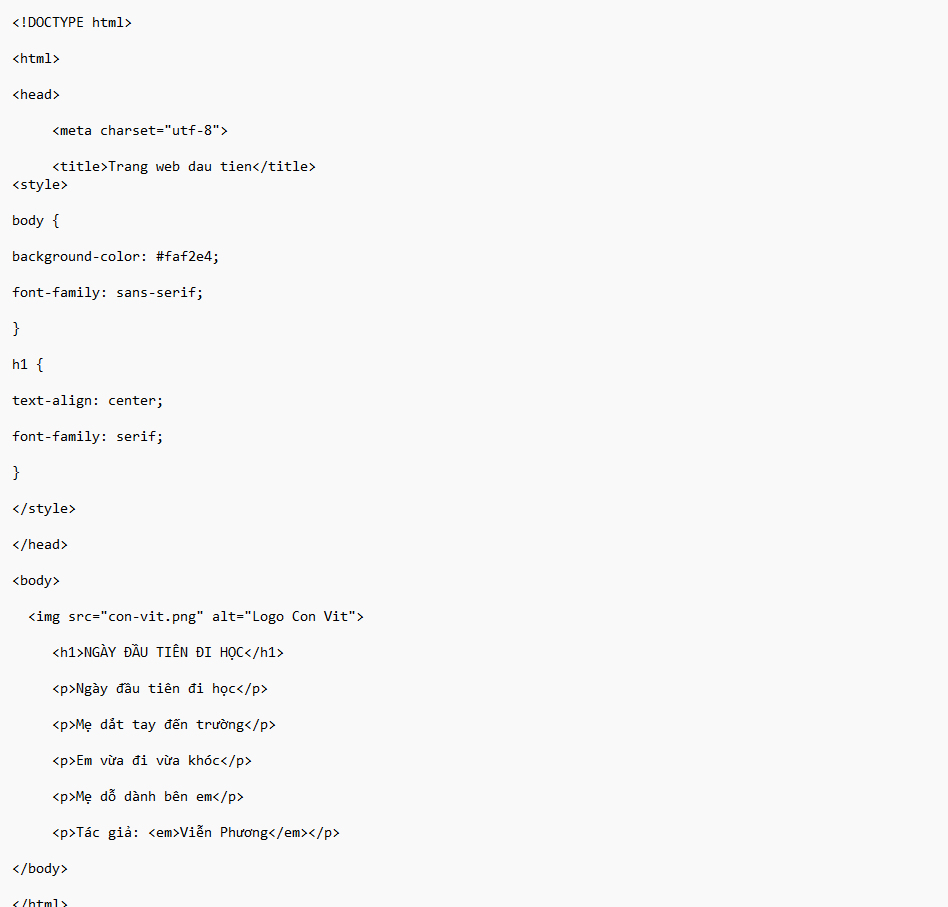 <!DOCTYPE html>
<html>
<head>
<meta charset="utf-8">
<title>Trang web dau tien</title>
<style>
body {
background-color: #faf2e4;
font-family: sans-serif;
}
h1 {
text-align: center;
font-family: serif;
}
</style>
</head>
<body>
<img src="con-vit.png" alt="Logo Con Vit">
<h1>NGÀY ĐẦU TIÊN ĐI HỌC</h1>
<p>Ngày đầu tiên đi học</p>
<p>Mẹ dắt tay đến trường</p>
<p>Em vừa đi vừa khóc</p>
<p>Mẹ dỗ dành bên em</p>
<p>Tác giả: <em>Viễn Phương</em></p>
</body>
</html>